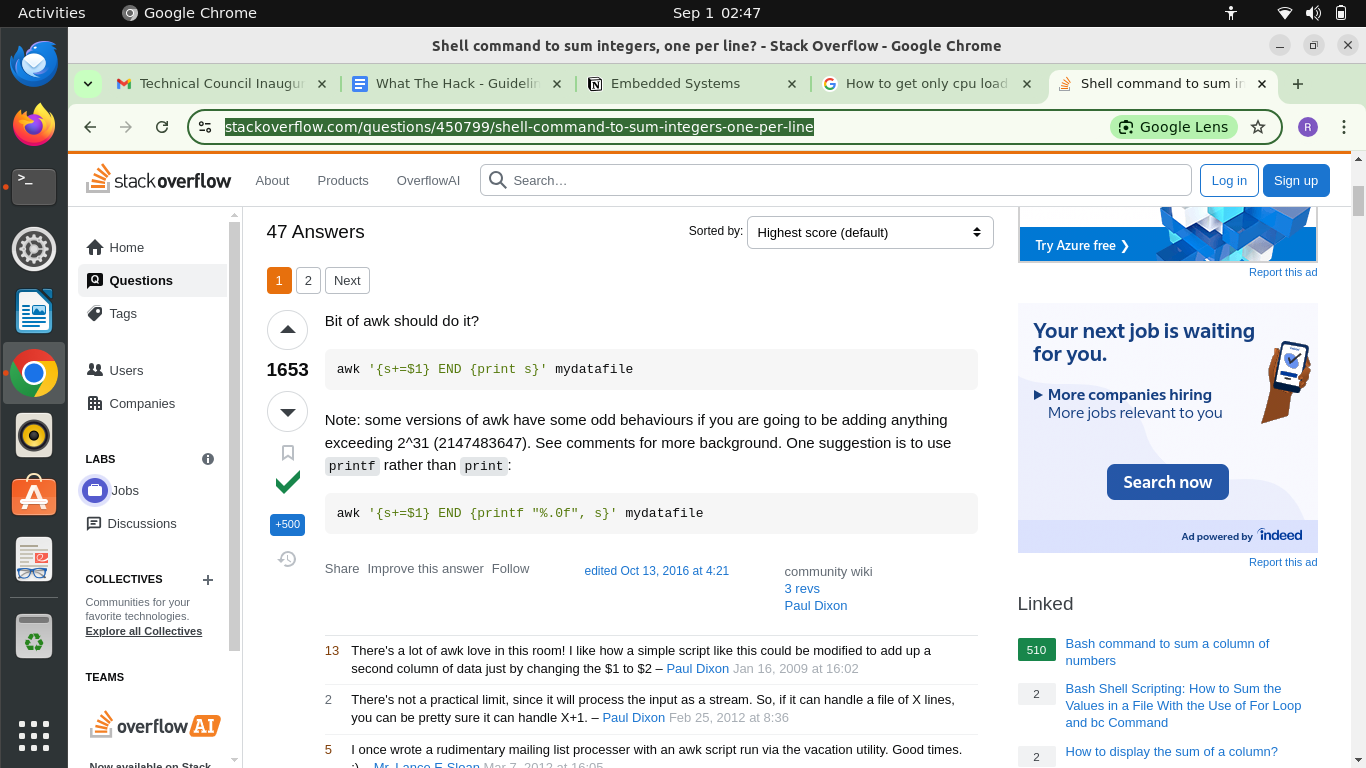 Activities
Google Chrome
Sep 1 02:47
Shell command to sum integers, one per line? - Stack Overflow - Google Chrome
Technical Council Inaugur
What The Hack - Guidelin
Embedded Systems
How to get only cpu load
Shell command to sum in
stackoverflow.com/questions/450799/shell-command-to-sum-integers-one-per-line
Google Lens
R
stackoverflow
About
Products
OverflowAI
Search…
Log in
Sign up
Home
Questions
Tags
Users
Companies
LABS
Jobs
Discussions
COLLECTIVES
Communities for your
favorite technologies.
Explore all Collectives
TEAMS
overflow AI
Now available on Stack
47 Answers
Sorted by:
Highest score (default)
1
2
Next
1653
+500
Bit of awk should do it?
awk '{s+=$1} END {print s}' mydatafile
Note: some versions of awk have some odd behaviours if you are going to be adding anything
exceeding 2^31 (2147483647). See comments for more background. One suggestion is to use
printf rather than print:
awk '{s+=$1} END {printf "%.0f", s}' mydatafile
Share Improve this answer Follow
edited Oct 13, 2016 at 4:21
community wiki
3 revs
Paul Dixon
13 There's a lot of awk love in this room! I like how a simple script like this could be modified to add up a
second column of data just by changing the $1 to $2 – Paul Dixon Jan 16, 2009 at 16:02
2 There's not a practical limit, since it will process the input as a stream. So, if it can handle a file of X lines,
you can be pretty sure it can handle X+1. – Paul Dixon Feb 25, 2012 at 8:36
5 I once wrote a rudimentary mailing list processer with an awk script run via the vacation utility. Good times.
:) – Mr. Lance E Sloan Mar 7, 2012 at 16:05
Try Azure free ❯
Report this ad
Your next job is waiting
for you.
More companies hiring
More jobs relevant to you
Search now
Ad powered by indeed
Report this ad
Linked
510 Bash command to sum a column of
numbers
2 Bash Shell Scripting: How to Sum the
Values in a File With the Use of For Loop
and bc Command
2 How to display the sum of a column?